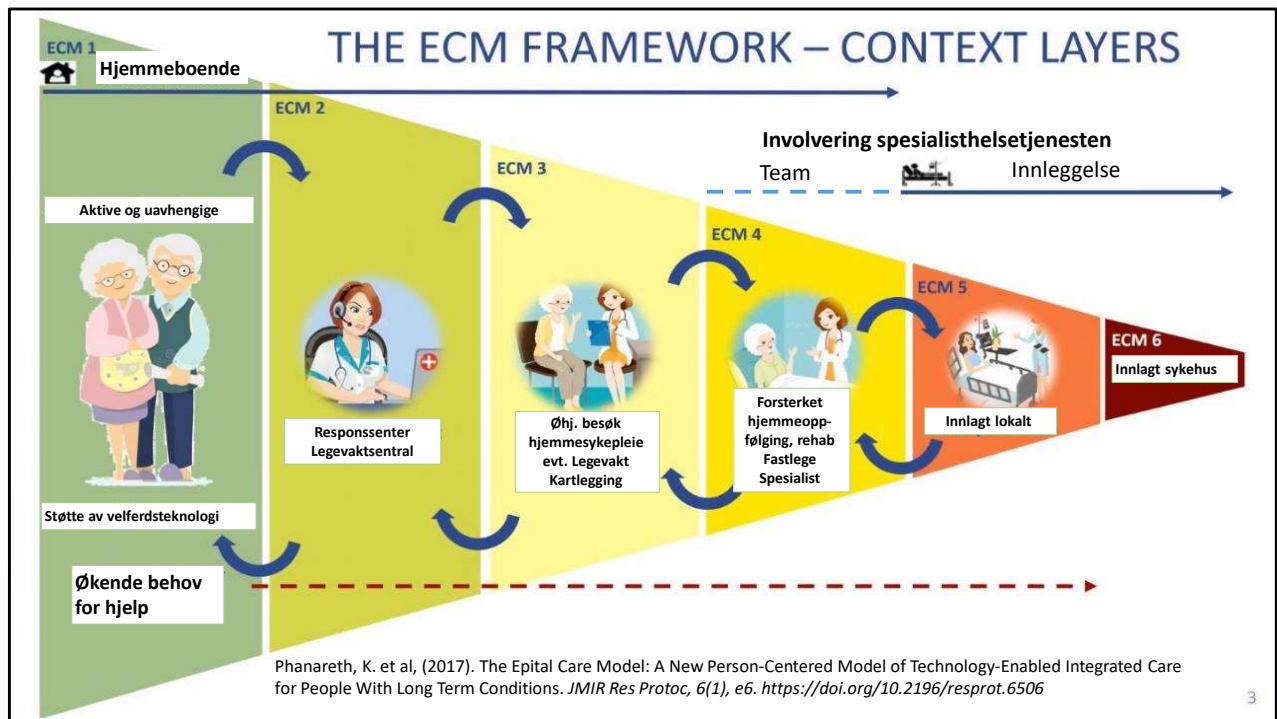 THE ECM FRAMEWORK – CONTEXT LAYERS
ECM 1
Hjemmeboende
ECM 2
Involvering spesialisthelsetjenesten
Team
Innleggelse
ECM 3
Aktive og uavhengige
ECM 4
ECM 5
ECM 6
Innlagt sykehus
Responssenter
Legevaktsentral
Øhj. besøk
hjemmesykepleie
evt. Legevakt
Kartlegging
Forsterket
hjemmeopp-
følging, rehab
Fastlege
Spesialist
Innlagt lokalt
Støtte av velferdsteknologi
Økende behov
for hjelp
Phanareth, K. et al, (2017). The Epital Care Model: A New Person-Centered Model of Technology-Enabled Integrated Care
for People With Long Term Conditions. JMIR Res Protoc, 6(1), e6. https://doi.org/10.2196/resprot.6506
3